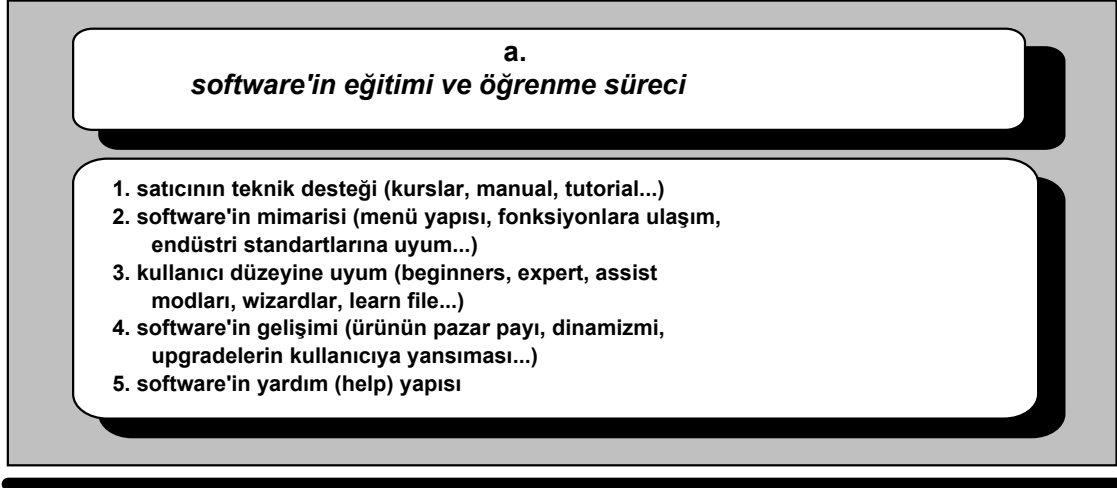 a.
software'in eğitimi ve öğrenme süreci
1. satıcının teknik desteği (kurslar, manual, tutorial...)
2. software'in mimarisi (menü yapısı, fonksiyonlara ulaşım,
endüstri standartlarına uyum...)
3. kullanıcı düzeyine uyum (beginners, expert, assist
modları, wizardlar, learn file...)
4. software'in gelişimi (ürünün pazar payı, dinamizmi,
upgradelerin kullanıcıya yansıması...)
5. software'in yardım (help) yapısı